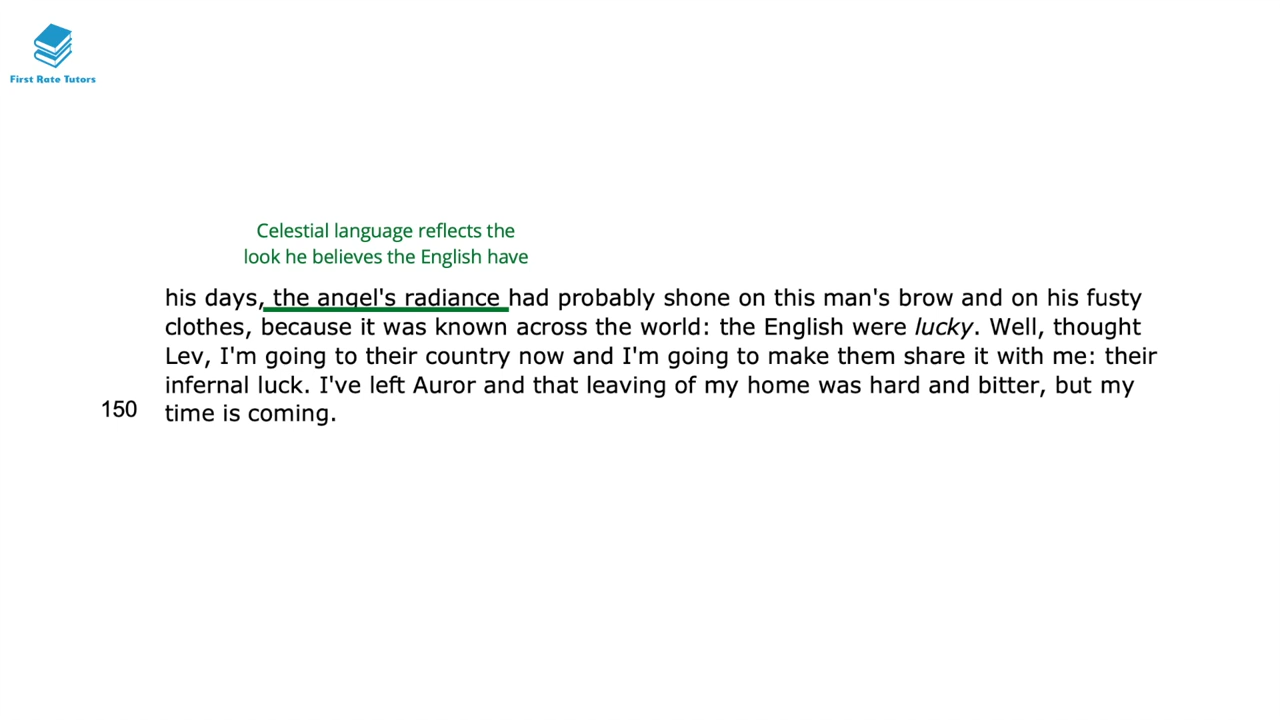 First Rate Tutors
Celestial language reflects the
look he believes the English have
his days, the angel's radiance had probably shone on this man's brow and on his fusty
clothes, because it was known across the world: the English were lucky. Well, thought
Lev, I'm going to their country now and I'm going to make them share it with me: their
infernal luck. I've left Auror and that leaving of my home was hard and bitter, but my
150 time is coming.